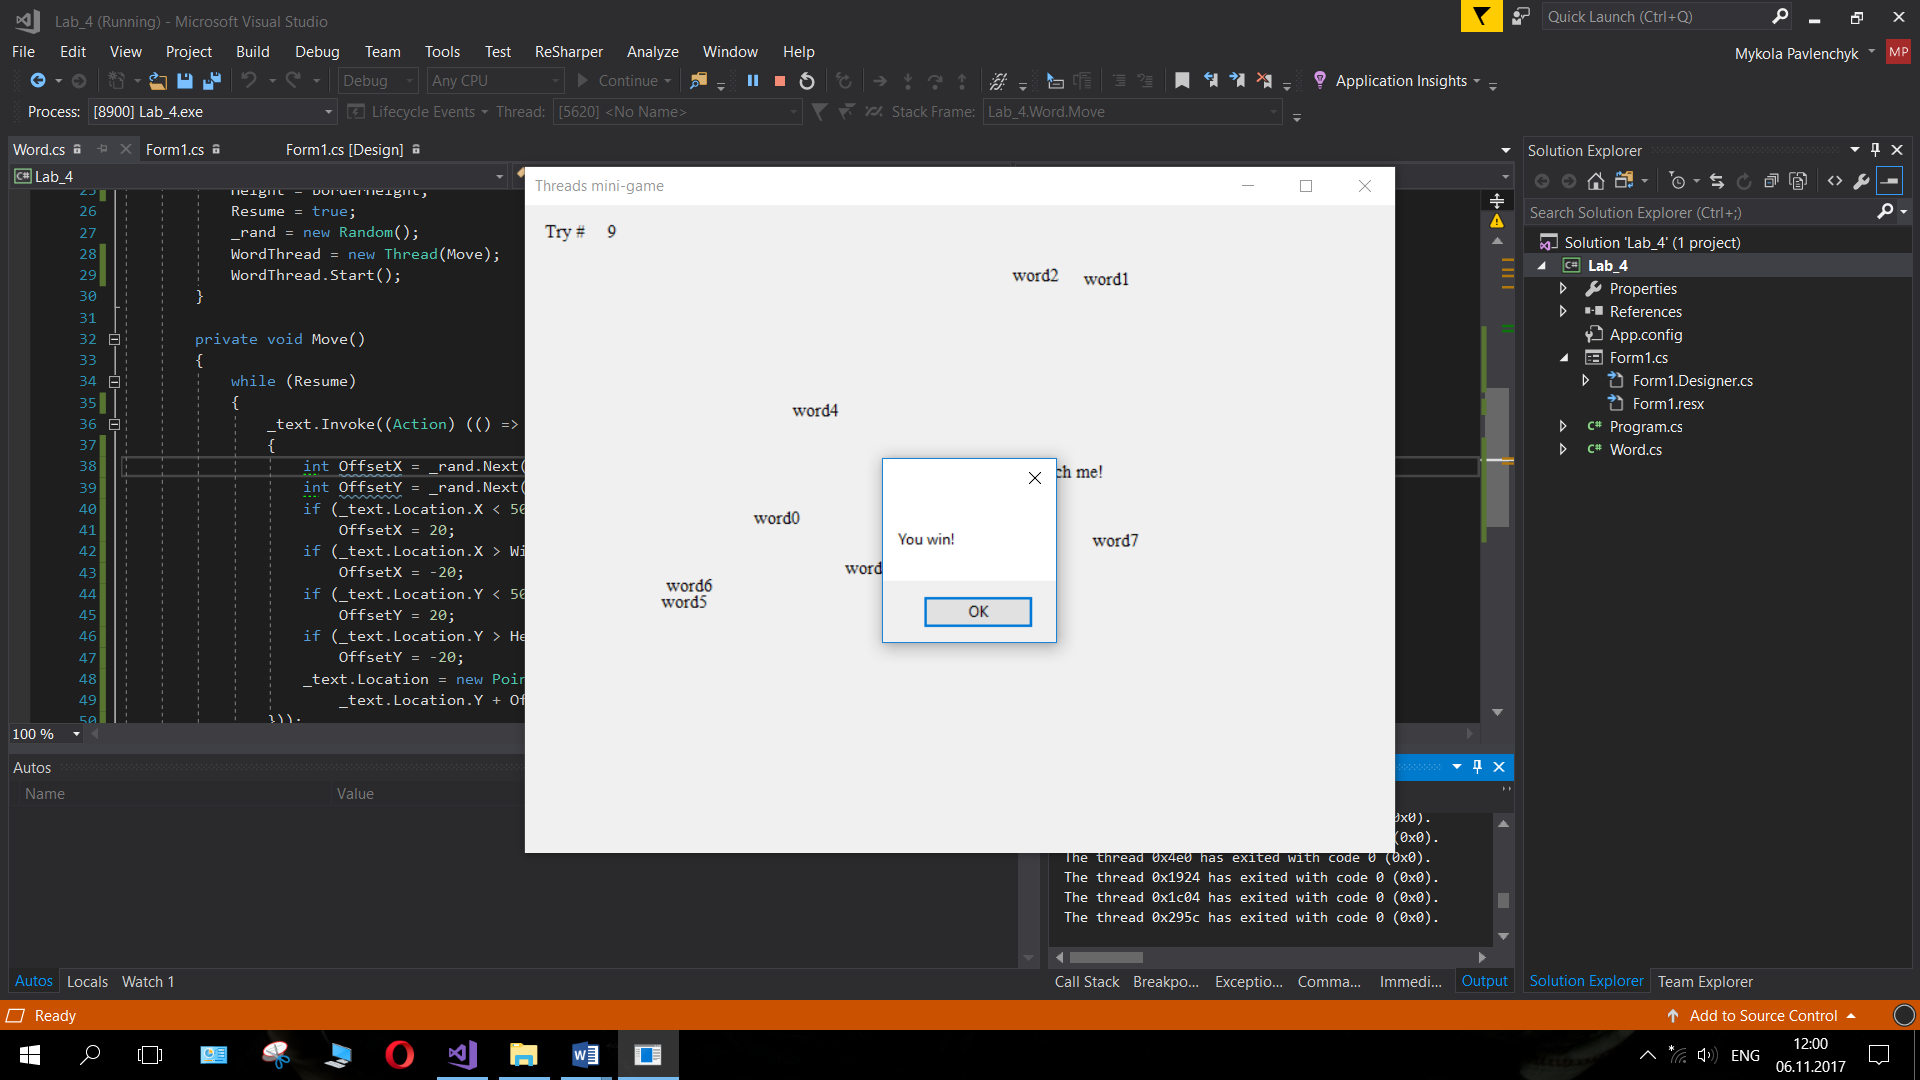 Lab_4 (Running) - Microsoft Visual Studio
Quick Launch (Ctrl+Q)
File Edit View Project Build Debug Team Tools Test ReSharper Analyze Window Help
Mykola Pavlenchyk MP
Debug Any CPU Continue Application Insights
Process: [8900] Lab_4.exe Lifecycle Events Thread: [5620] <No Name> Stack Frame: Lab_4.Word.Move
Word.cs Form1.cs Form1.cs [Design]
Lab_4
26 Resume = true;
27 _rand = new Random();
28 WordThread = new Thread(Move);
29 WordThread.Start();
30 }
31
32 private void Move()
33 {
34 while (Resume)
35 {
36 _text.Invoke((Action) (() =>
37 {
38 int OffsetX = _rand.Next(
39 int OffsetY = _rand.Next(
40 if (_text.Location.X < 50
41 OffsetX = 20;
42 if (_text.Location.X > Wi
43 OffsetX = -20;
44 if (_text.Location.Y < 50
45 OffsetY = 20;
46 if (_text.Location.Y > He
47 OffsetY = -20;
48 _text.Location = new Poin
49 _text.Location.Y + Of
50 }));
100 %
Threads mini-game
Try # 9
word2 word1
word4
ch me!
word0
word7
word
word6
word5
You win!
OK
Autos
Name Value
Autos Locals Watch 1
0x0).
(0x0).
The thread 0x4e0 has exited with code 0 (0x0).
The thread 0x1924 has exited with code 0 (0x0).
The thread 0x1c04 has exited with code 0 (0x0).
The thread 0x295c has exited with code 0 (0x0).
Call Stack Breakpo... Exceptio... Comma... Immedi... Output
Solution Explorer
Search Solution Explorer (Ctrl+;)
Solution 'Lab_4' (1 project)
C# Lab_4
Properties
References
App.config
Form1.cs
Form1.Designer.cs
Form1.resx
C# Program.cs
C# Word.cs
Solution Explorer Team Explorer
Ready
Add to Source Control
ENG
12:00
06.11.2017